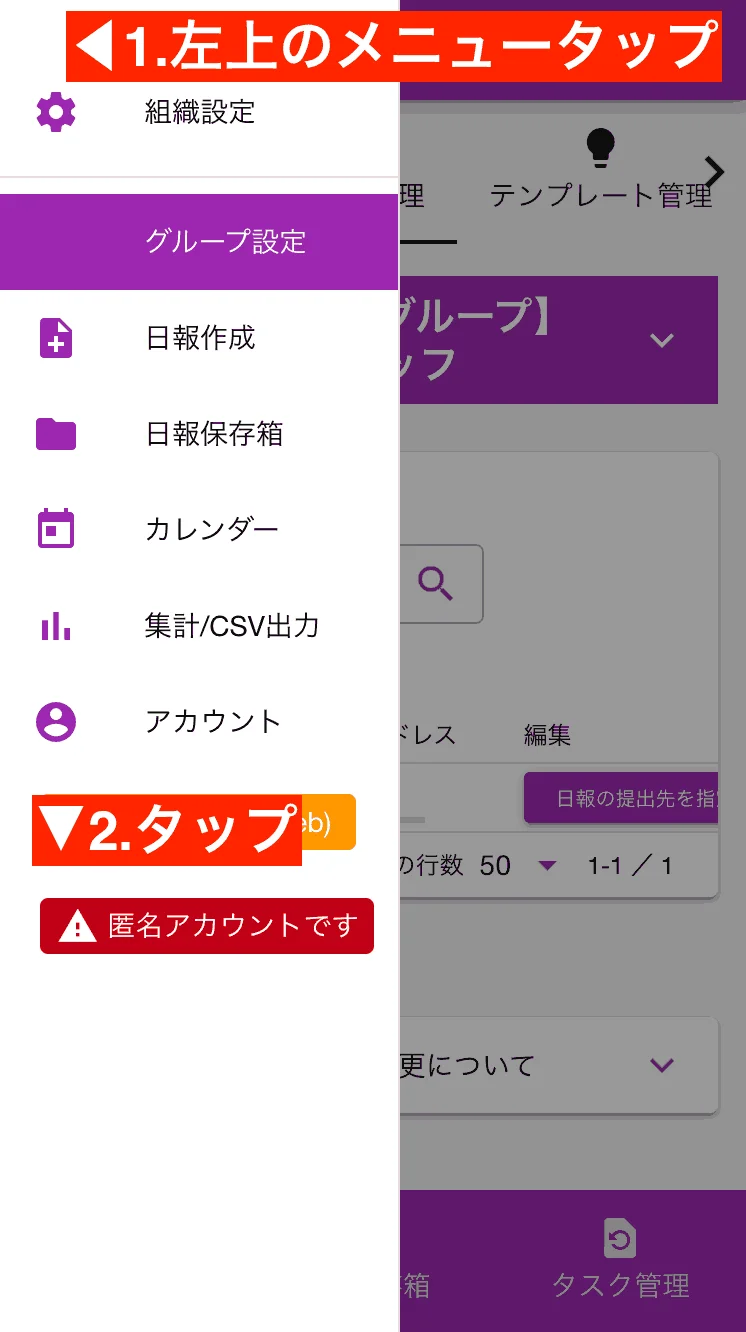 ◀1.左上のメニュータップ
組織設定
グループ設定
日報作成
日報保存箱
カレンダー
集計/CSV出力
アカウント
▼2.タップ
eb)
匿名アカウントです
理
テンプレート管理
グループ】
ッフ
ドレス
編集
日報の提出先を指
の行数 50 1-1 / 1
更について
箱
タスク管理